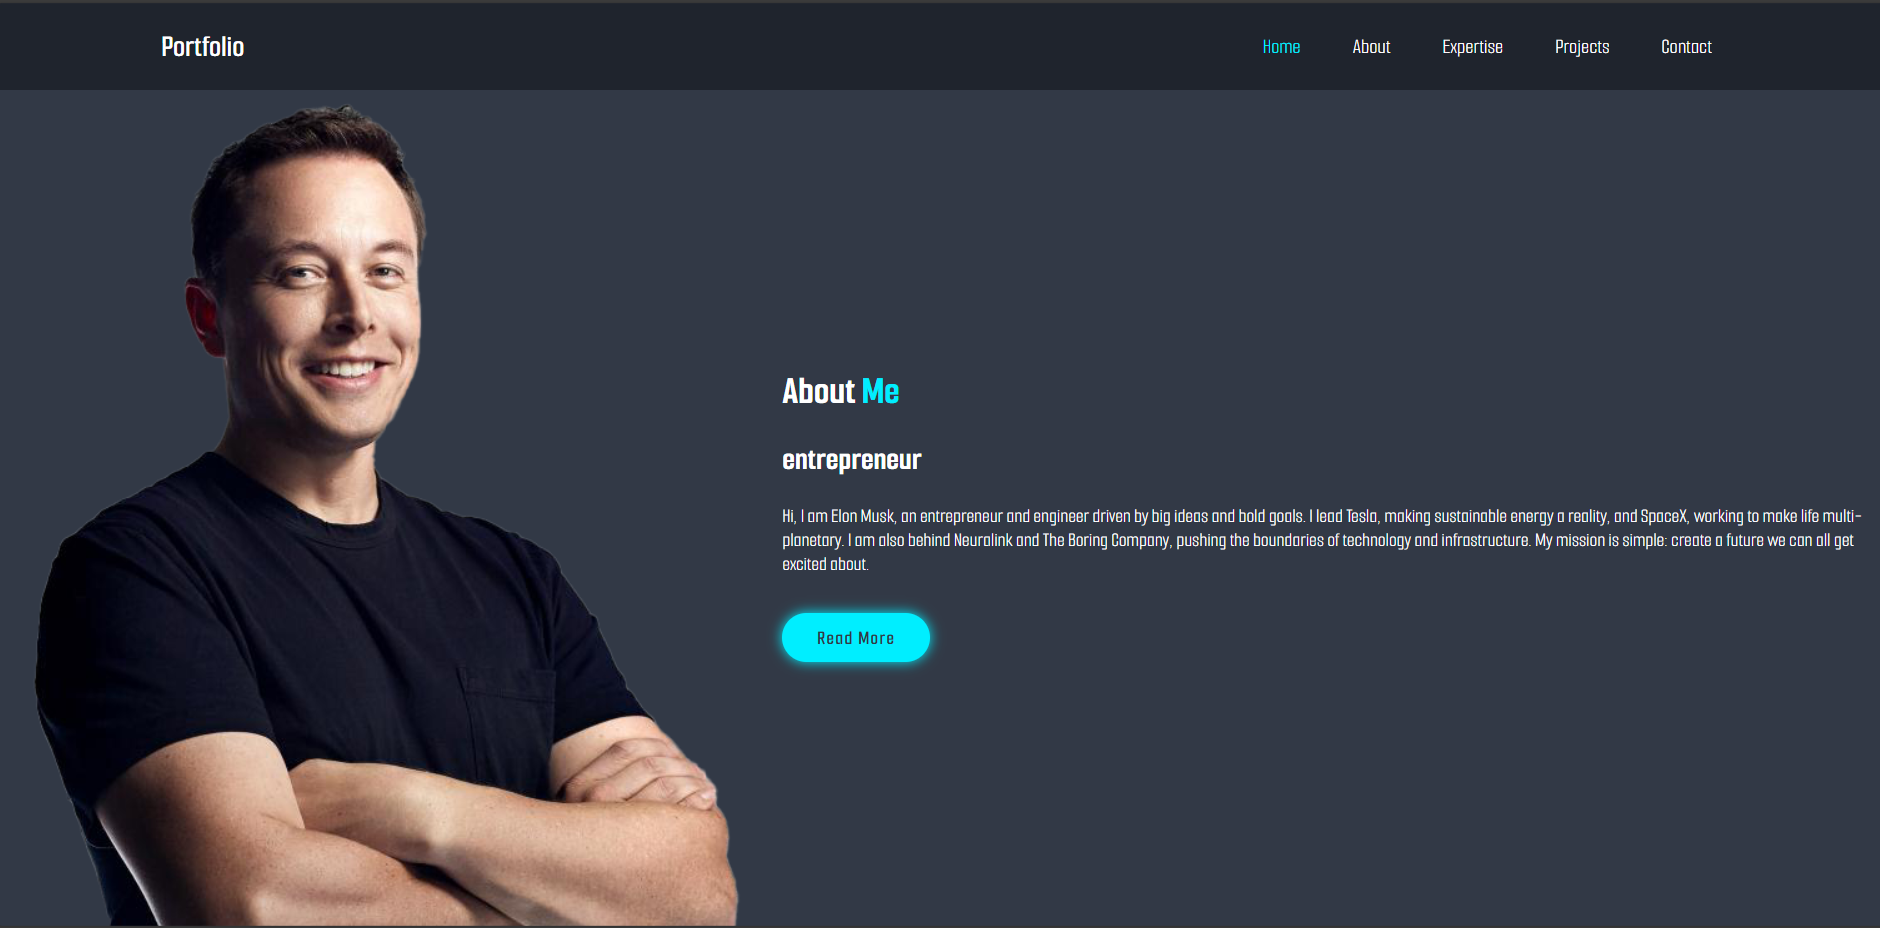 Portfolio
Home About Expertise Projects Contact
About Me
entrepreneur
Hi, I am Elon Musk, an entrepreneur and engineer driven by big ideas and bold goals. I lead Tesla, making sustainable energy a reality, and SpaceX, working to make life multi-
planetary. I am also behind Neuralink and The Boring Company, pushing the boundaries of technology and infrastructure. My mission is simple: create a future we can all get
excited about.
Read More